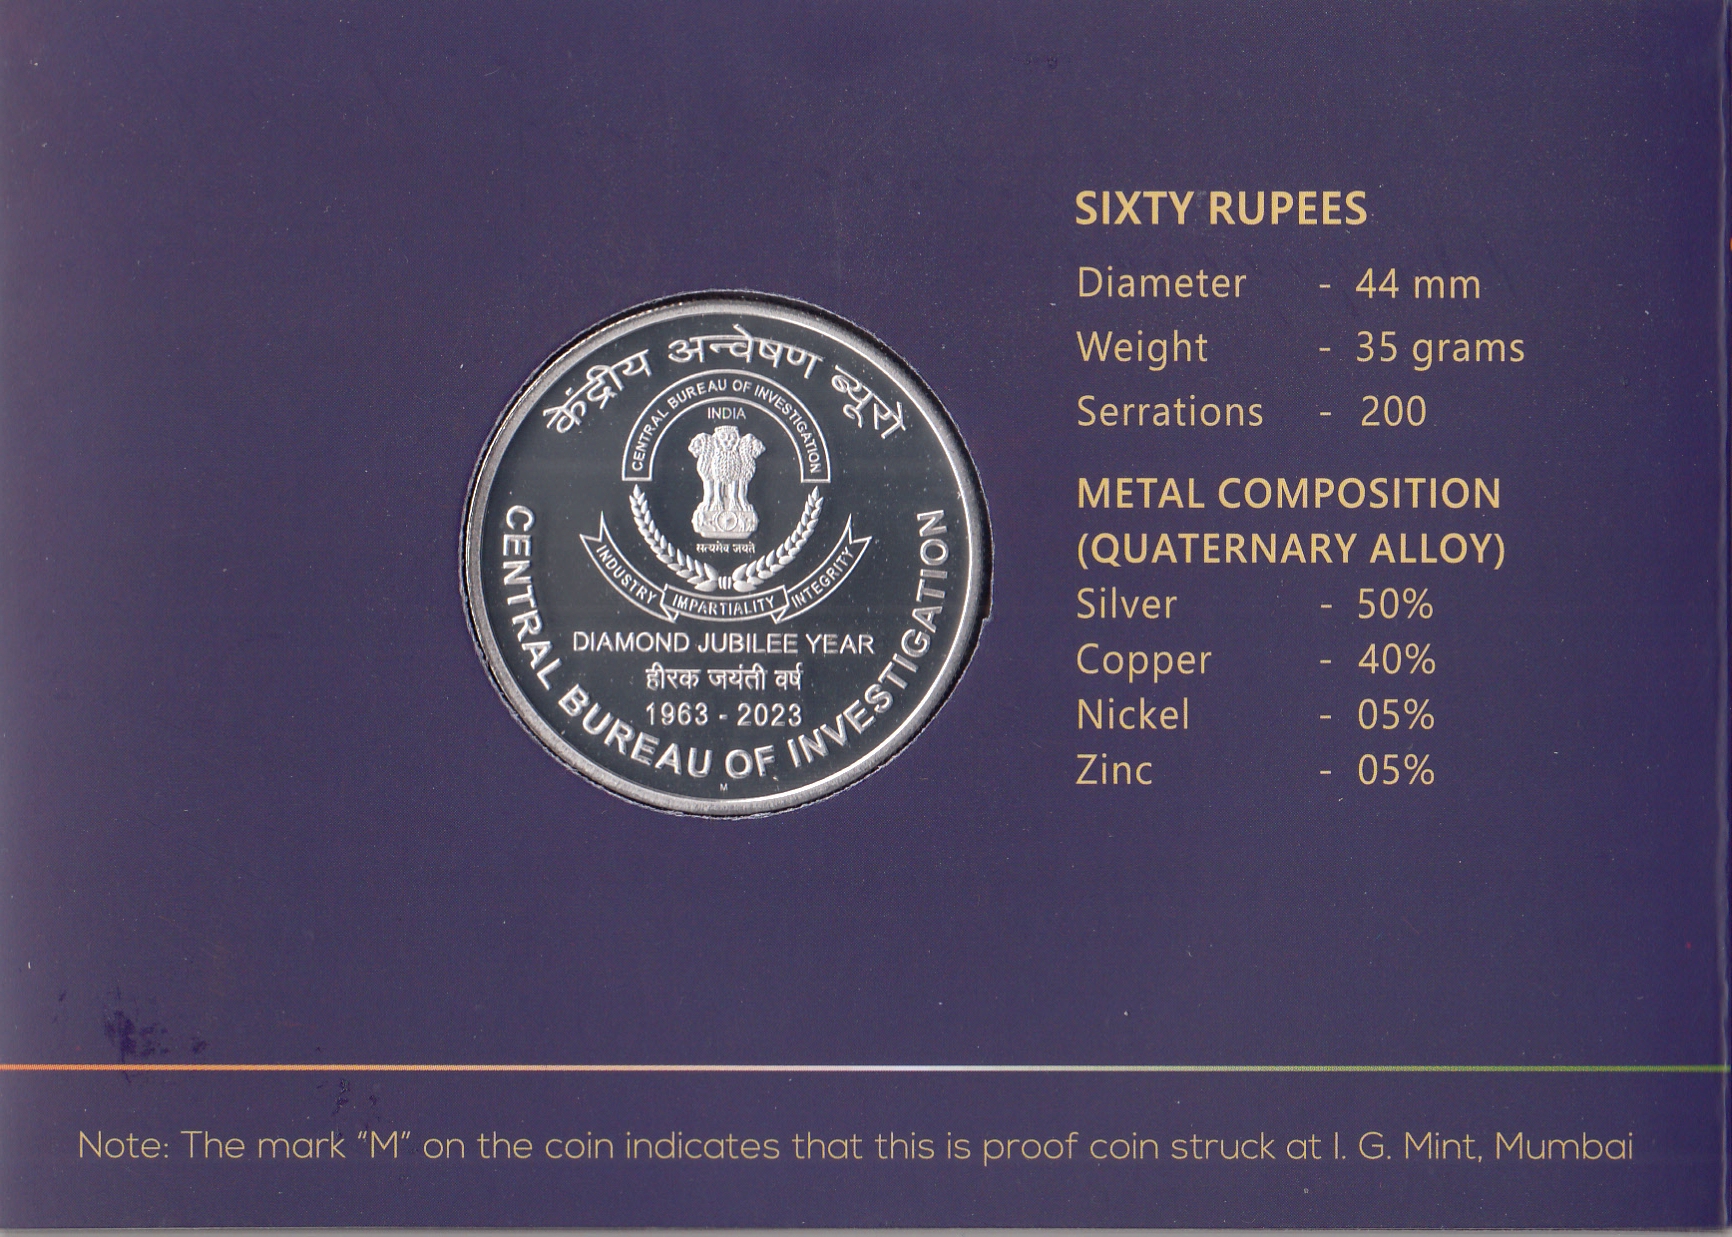 केंद्रीय अन्वेषण ब्यूरो
CENTRAL BUREAU OF INVESTIGATION
INDIA
सत्यमेव जयते
INDUSTRY IMPARTIALITY INTEGRITY
DIAMOND JUBILEE YEAR
हीरक जयंती वर्ष
1963 - 2023
CENTRAL BUREAU OF INVESTIGATION
M
SIXTY RUPEES
Diameter - 44 mm
Weight - 35 grams
Serrations - 200
METAL COMPOSITION
(QUATERNARY ALLOY)
Silver - 50%
Copper - 40%
Nickel - 05%
Zinc - 05%
Note: The mark "M" on the coin indicates that this is proof coin struck at I. G. Mint, Mumbai